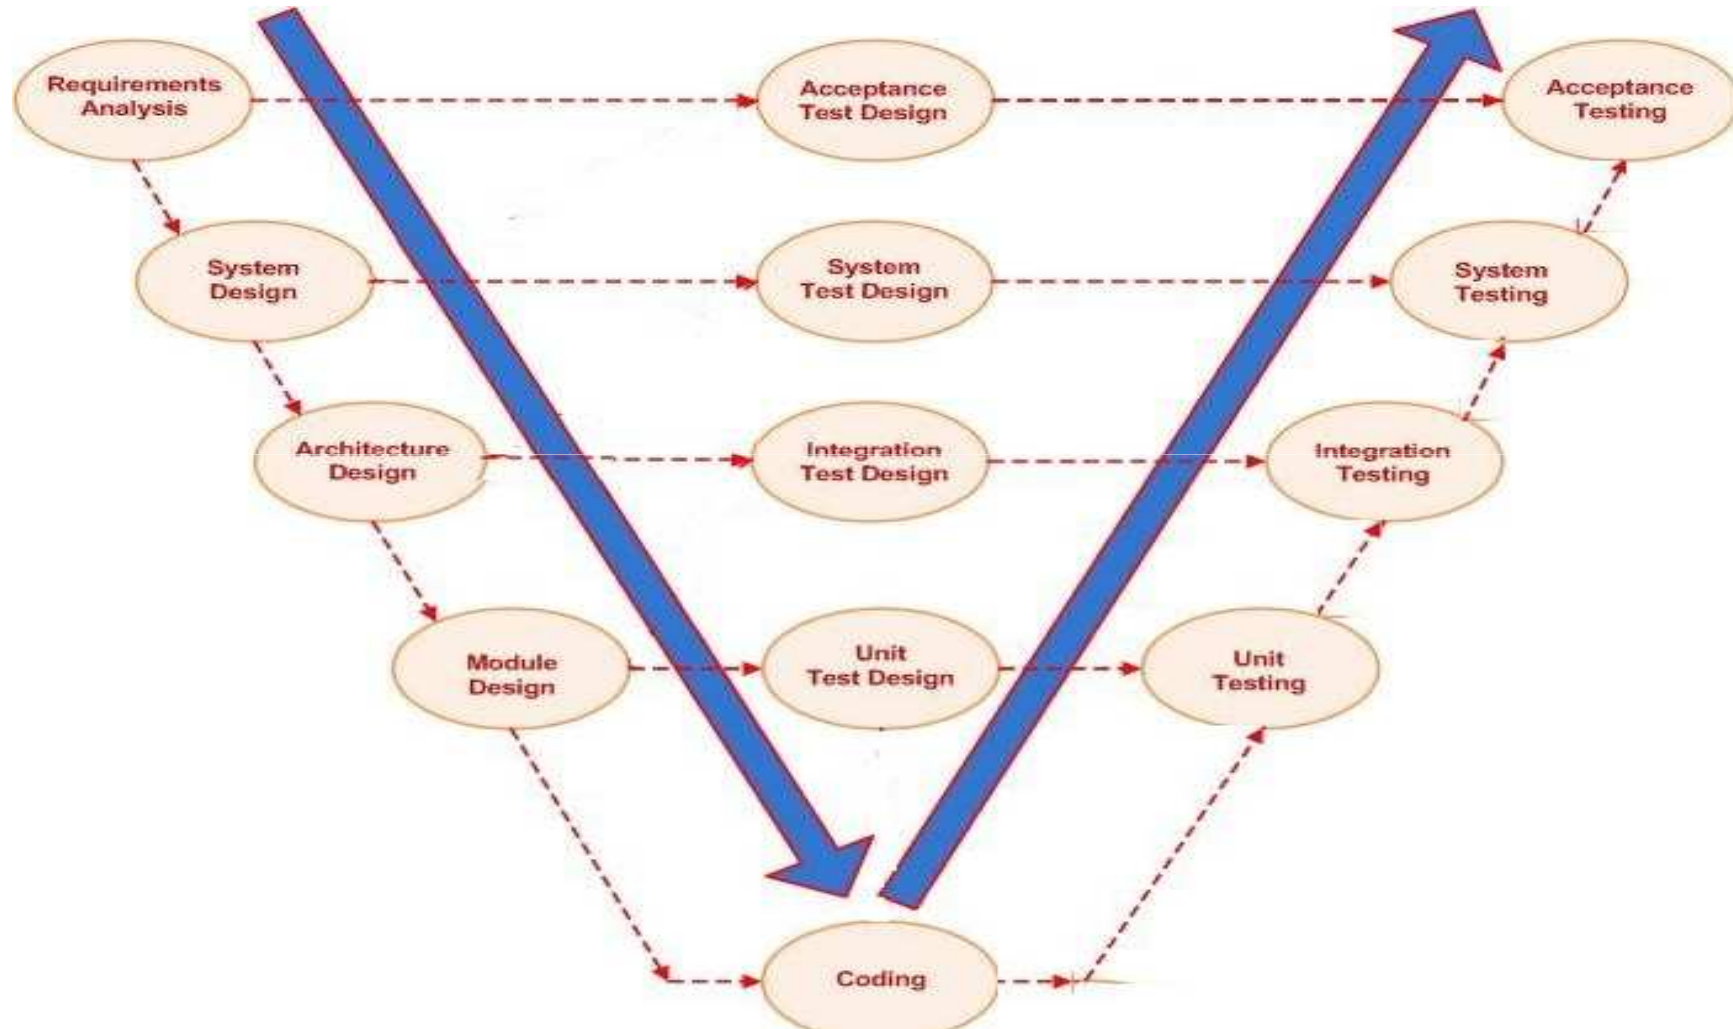 Requirements
Analysis
Acceptance
Test Design
Acceptance
Testing
System
Design
System
Test Design
System
Testing
Architecture
Design
Integration
Test Design
Integration
Testing
Module
Design
Unit
Test Design
Unit
Testing
Coding